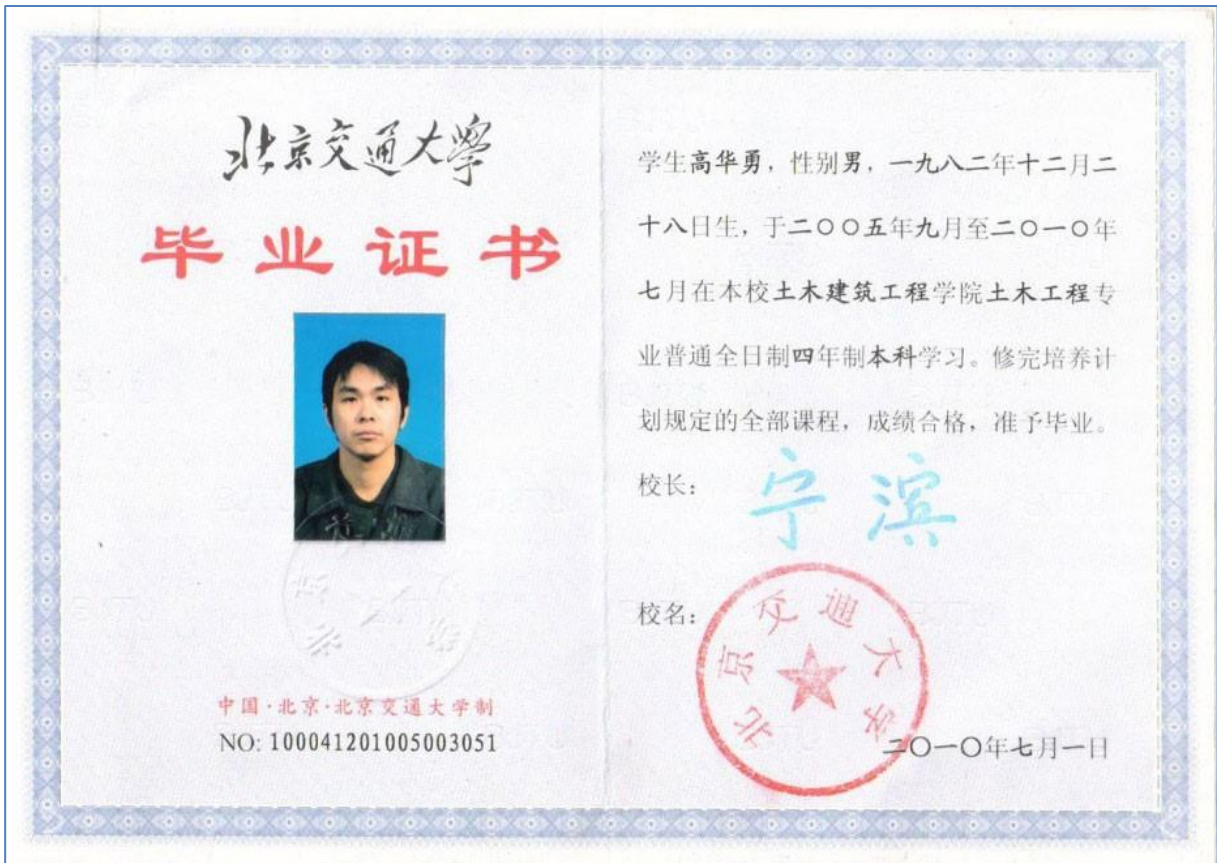 北京交通大學
毕业证书
中国·北京·北京交通大学制
NO: 100041201005003051
学生高华勇，性别男，一九八二年十二月二
十八日生，于二○○五年九月至二○一○年
七月在本校土木建筑工程学院土木工程专
业普通全日制四年制本科学习。修完培养计
划规定的全部课程，成绩合格，准予毕业。
校长：
宁滨
校名：
北京交通大学
二○一○年七月一日